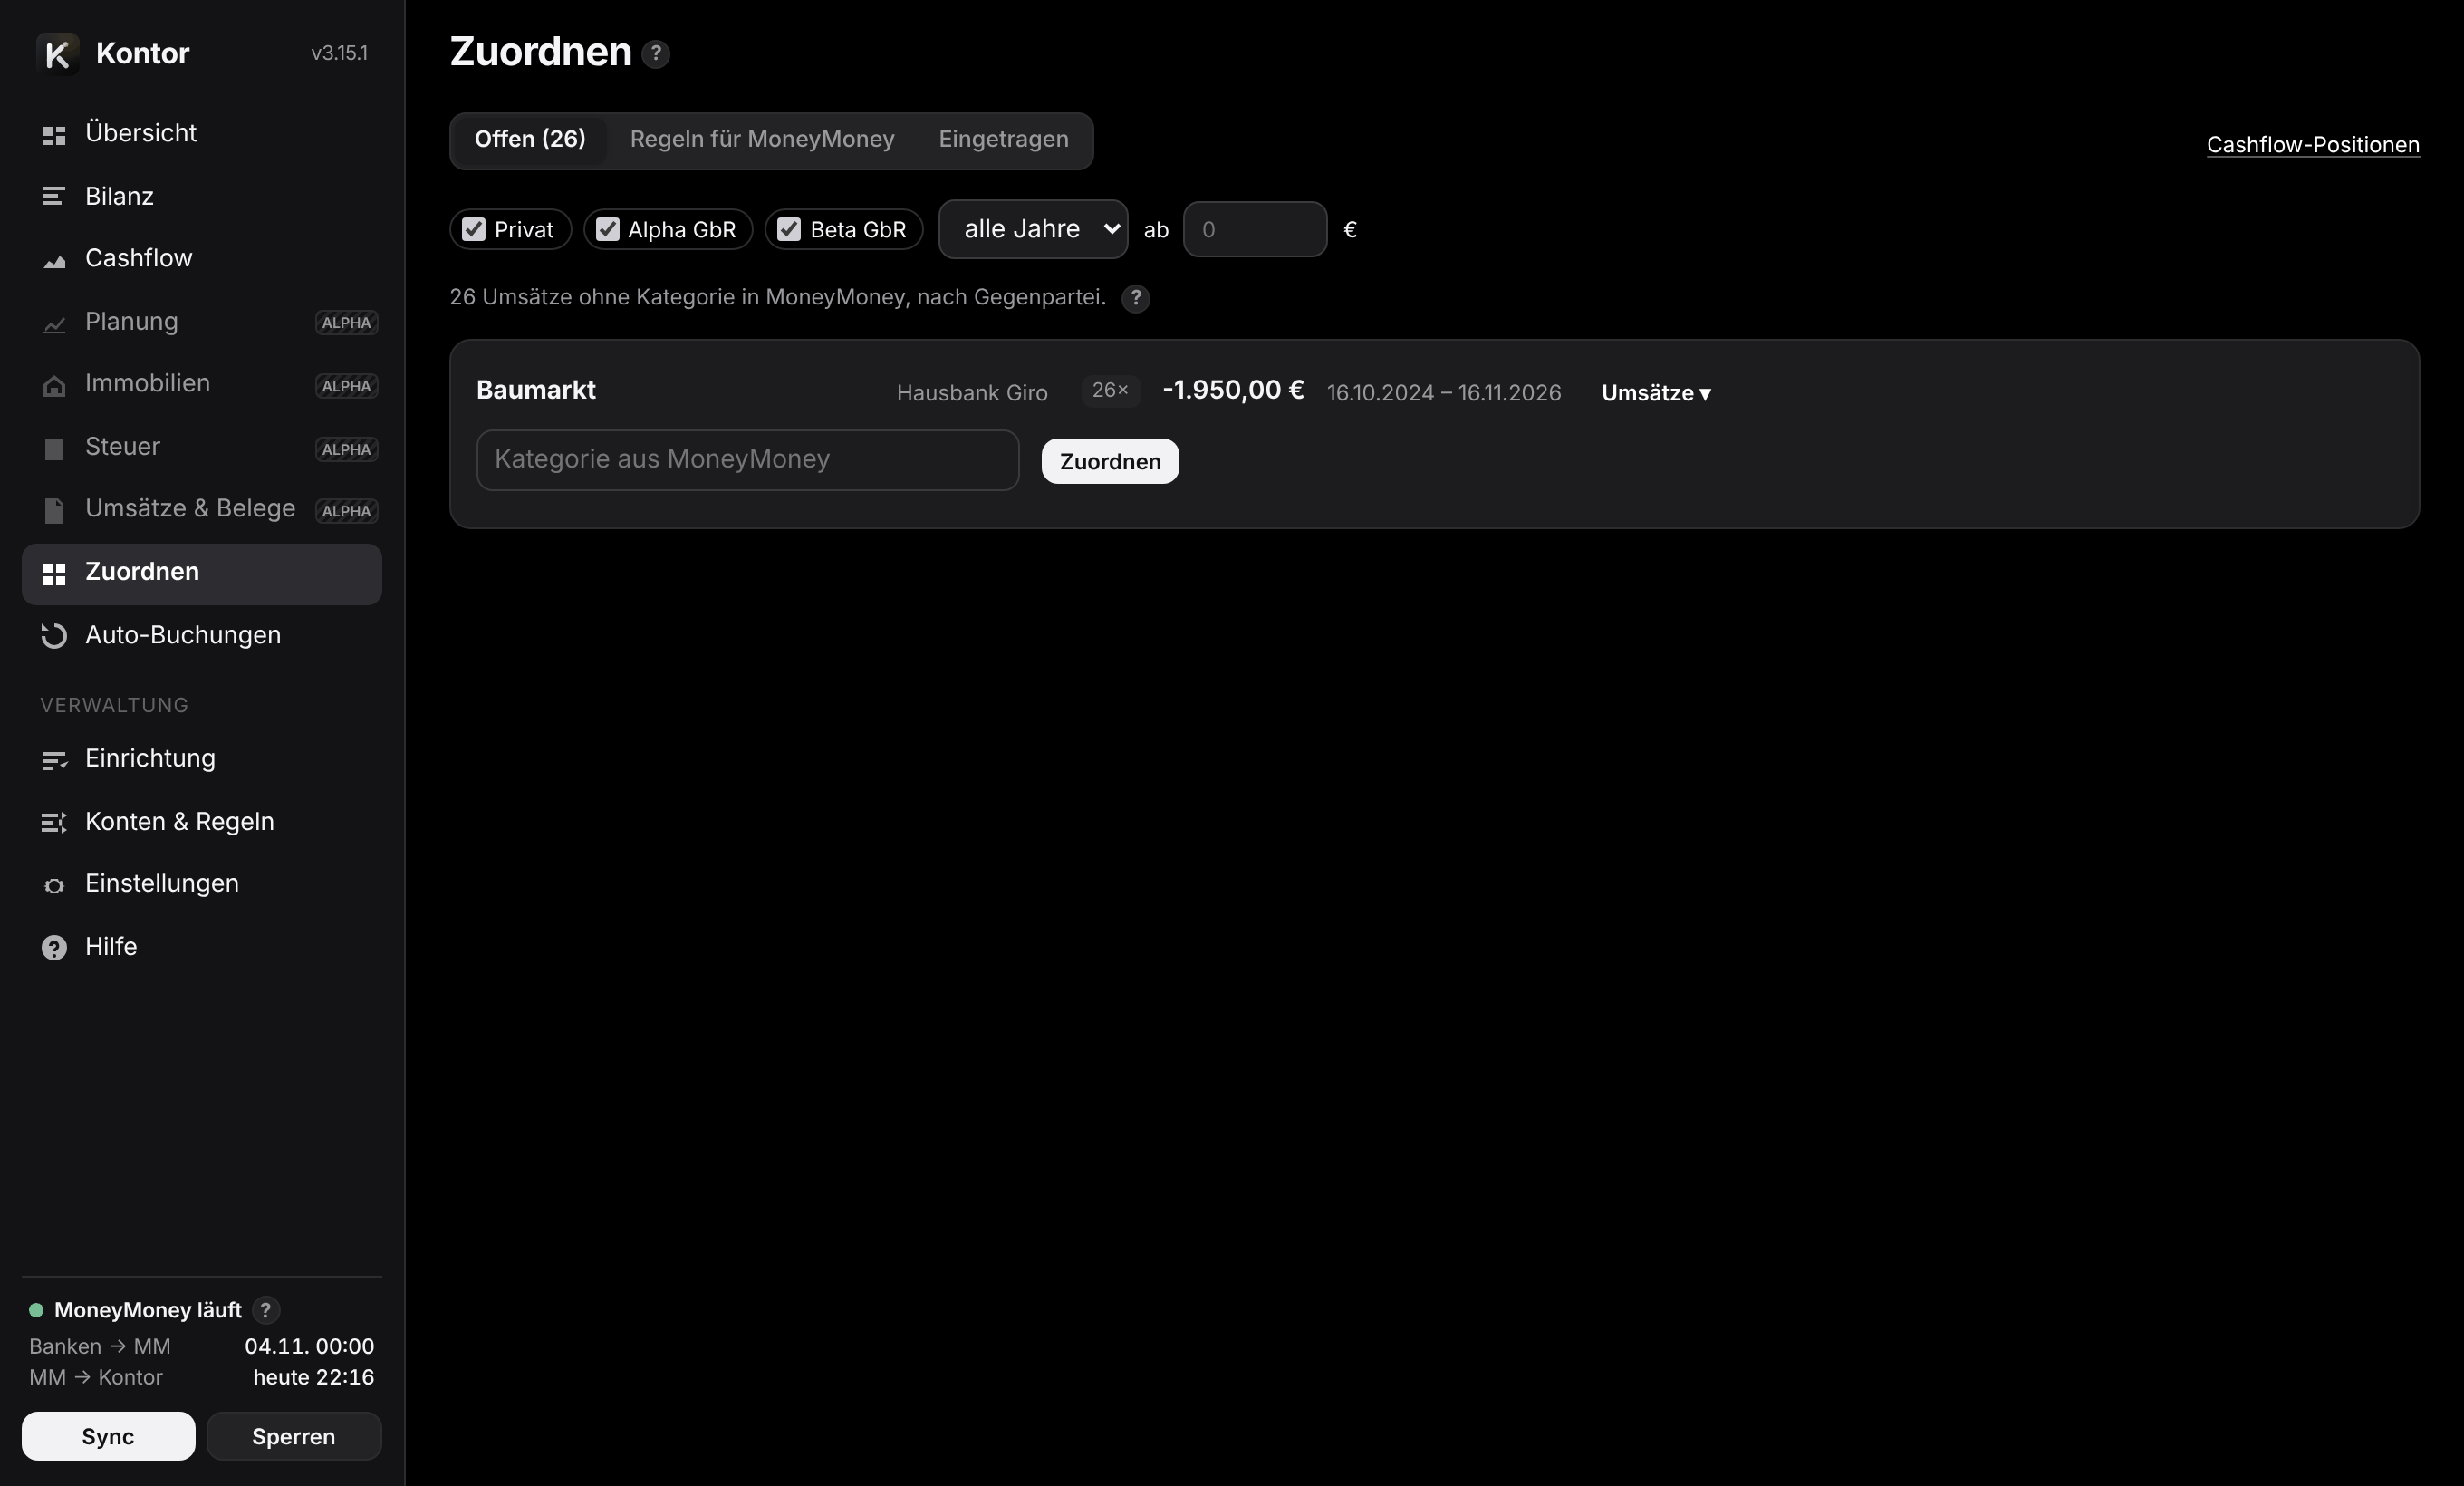 Kontor v3.15.1
Übersicht
Bilanz
Cashflow
Planung ALPHA
Immobilien ALPHA
Steuer ALPHA
Umsätze & Belege ALPHA
Zuordnen
Auto-Buchungen
VERWALTUNG
Einrichtung
Konten & Regeln
Einstellungen
Hilfe
MoneyMoney läuft ?
Banken → MM 04.11. 00:00
MM → Kontor heute 22:16
Sync Sperren
Zuordnen ?
Offen (26) Regeln für MoneyMoney Eingetragen Cashflow-Positionen
Privat Alpha GbR Beta GbR alle Jahre ab 0 €
26 Umsätze ohne Kategorie in MoneyMoney, nach Gegenpartei. ?
Baumarkt Hausbank Giro 26× -1.950,00 € 16.10.2024 – 16.11.2026 Umsätze ▾
Kategorie aus MoneyMoney Zuordnen